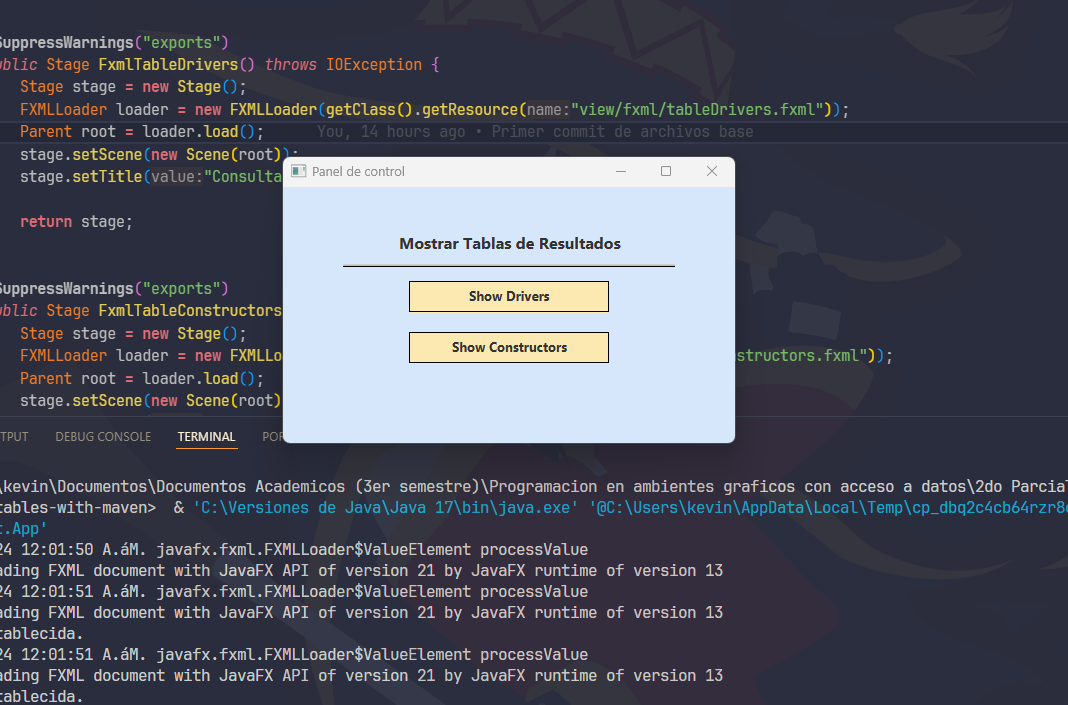 SuppressWarnings("exports")
ublic Stage FxmlTableDrivers() throws IOException {
Stage stage = new Stage();
FXMLLoader loader = new FXMLLoader(getClass().getResource(name:"view/fxml/tableDrivers.fxml"));
Parent root = loader.load(); You, 14 hours ago • Primer commit de archivos base
stage.setScene(new Scene(root));
stage.setTitle(value:"Consulta
return stage;
SuppressWarnings("exports")
ublic Stage FxmlTableConstructors
Stage stage = new Stage();
FXMLLoader loader = new FXMLLo structors.fxml"));
Parent root = loader.load();
stage.setScene(new Scene(root)
Panel de control
Mostrar Tablas de Resultados
Show Drivers
Show Constructors
TPUT DEBUG CONSOLE TERMINAL POR
\kevin\Documentos\Documentos Academicos (3er semestre)\Programacion en ambientes graficos con acceso a datos\2do Parcial
tables-with-maven> & 'C:\Versiones de Java\Java 17\bin\java.exe' '@C:\Users\kevin\AppData\Local\Temp\cp_dbq2c4cb64rzr8
t.App'
24 12:01:50 A.áM. javafx.fxml.FXMLLoader$ValueElement processValue
ading FXML document with JavaFX API of version 21 by JavaFX runtime of version 13
24 12:01:51 A.áM. javafx.fxml.FXMLLoader$ValueElement processValue
ading FXML document with JavaFX API of version 21 by JavaFX runtime of version 13
tablecida.
24 12:01:51 A.áM. javafx.fxml.FXMLLoader$ValueElement processValue
ading FXML document with JavaFX API of version 21 by JavaFX runtime of version 13
tablecida.